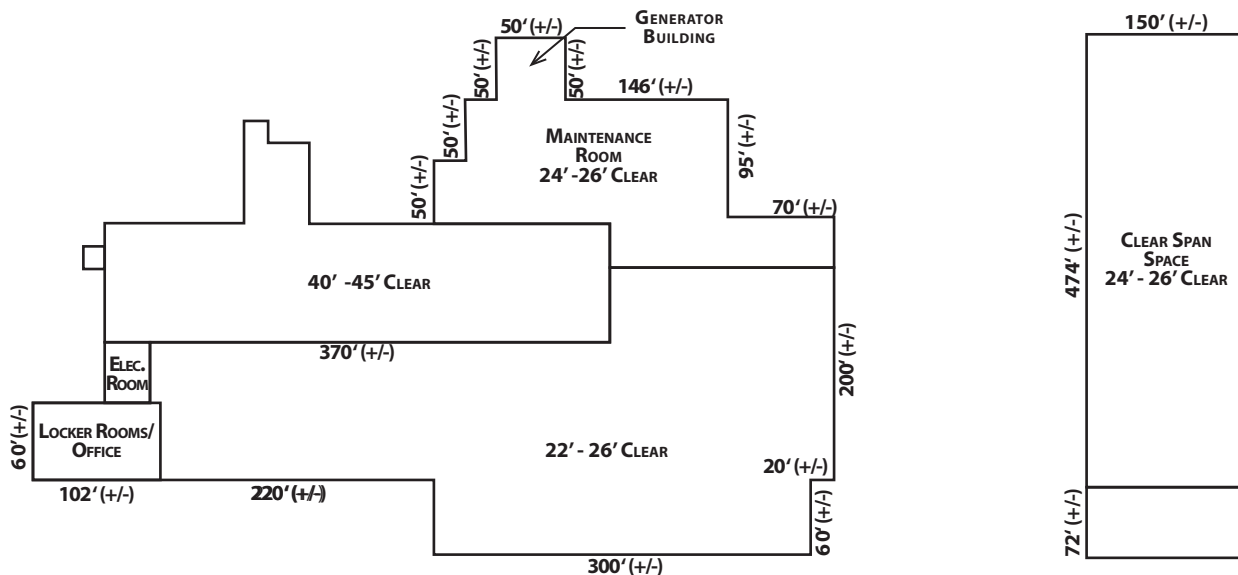 50‘ (+/-)
Generator
Building
150’ (+/-)
50‘ (+/-)
50‘ (+/-)
146‘ (+/-)
50‘ (+/-)
Maintenance
Room
24’ -26’ Clear
95’ (+/-)
50‘ (+/-)
70‘ (+/-)
40’ -45’ Clear
474‘ (+/-)
Clear Span
Space
24’ - 26’ Clear
370‘ (+/-)
Elec.
Room
200‘ (+/-)
60‘ (+/-)
Locker Rooms/
Office
22’ - 26’ Clear
20‘ (+/-)
102‘ (+/-)
220‘ (+/-)
60‘ (+/-)
72‘ (+/-)
300‘ (+/-)